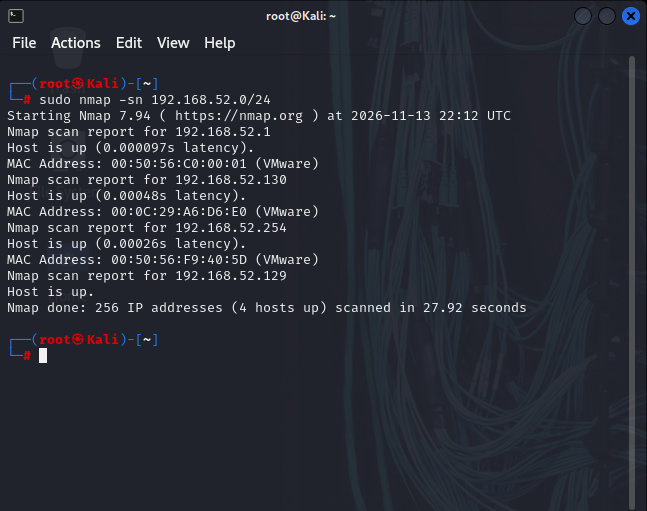 root@Kali: ~
File Actions Edit View Help
┌──(root㉿Kali)-[~]
└─# sudo nmap -sn 192.168.52.0/24
Starting Nmap 7.94 ( https://nmap.org ) at 2026-11-13 22:12 UTC
Nmap scan report for 192.168.52.1
Host is up (0.000097s latency).
MAC Address: 00:50:56:C0:00:01 (VMware)
Nmap scan report for 192.168.52.130
Host is up (0.00048s latency).
MAC Address: 00:0C:29:A6:D6:E0 (VMware)
Nmap scan report for 192.168.52.254
Host is up (0.00026s latency).
MAC Address: 00:50:56:F9:40:5D (VMware)
Nmap scan report for 192.168.52.129
Host is up.
Nmap done: 256 IP addresses (4 hosts up) scanned in 27.92 seconds
┌──(root㉿Kali)-[~]
└─#